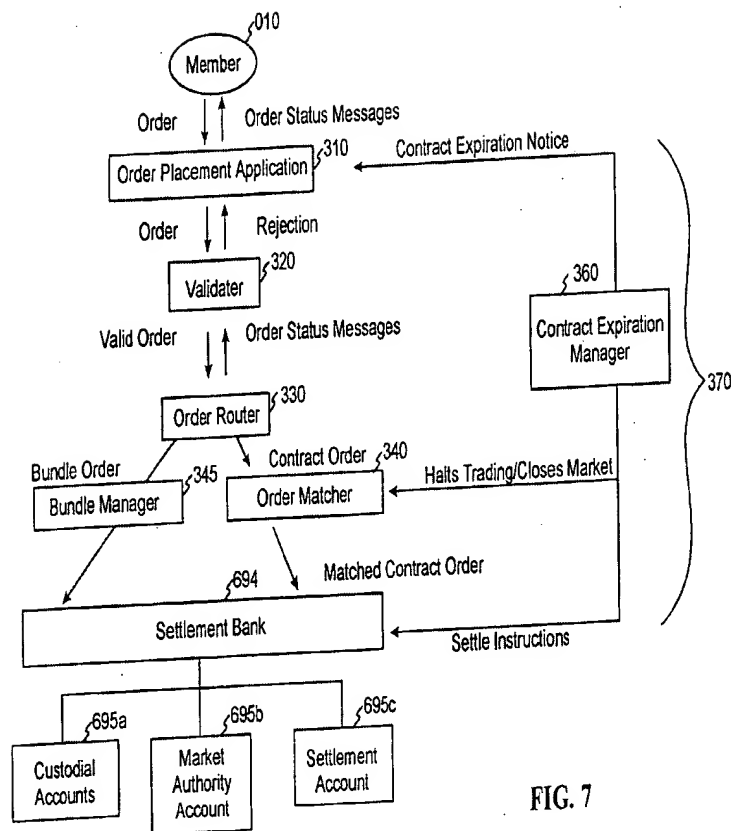 010
Member
Order
Order Status Messages
310
Order Placement Application
Contract Expiration Notice
Order
Rejection
320
Validater
360
Contract Expiration
Manager
370
Valid Order
Order Status Messages
330
Order Router
Bundle Order
Contract Order
345
340
Bundle Manager
Order Matcher
Halts Trading/Closes Market
Matched Contract Order
694
Settlement Bank
Settle Instructions
695a
695b
695c
Custodial
Accounts
Market
Authority
Account
Settlement
Account
FIG. 7